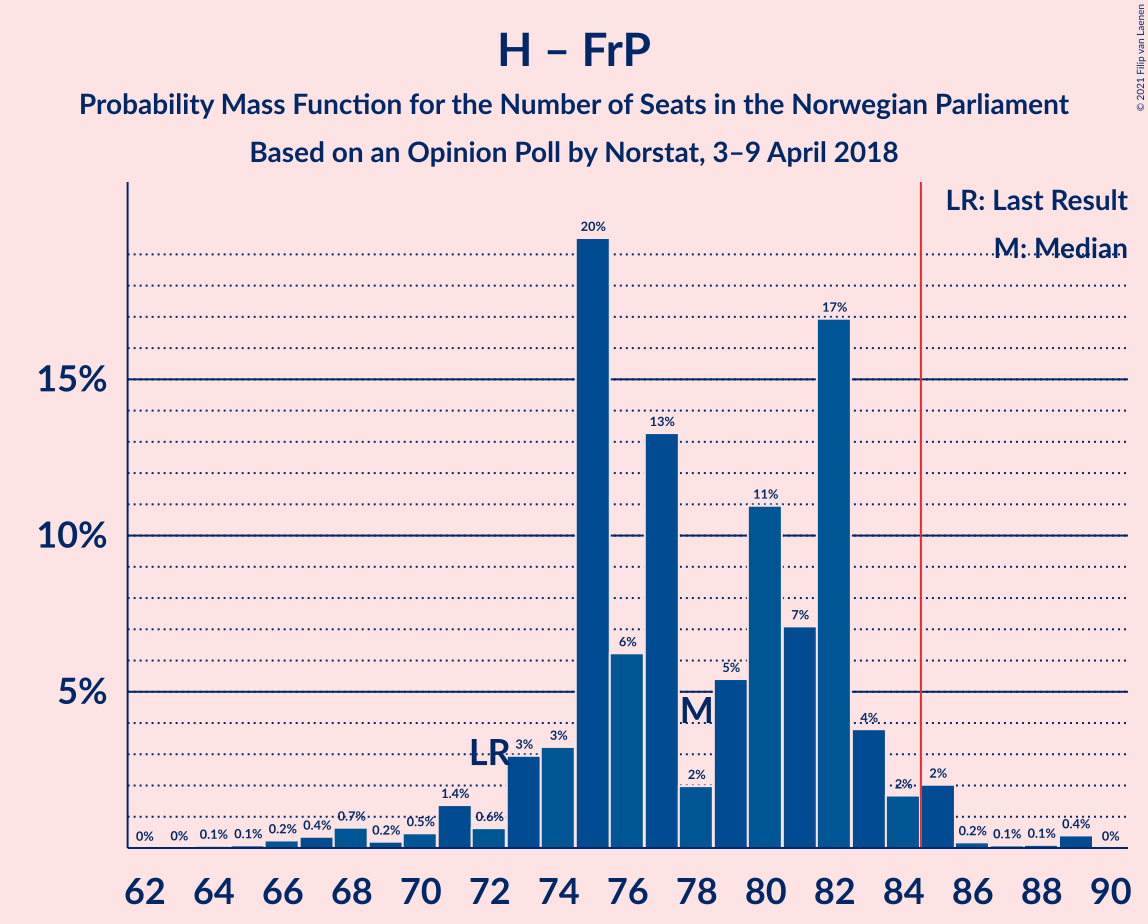 H – FrP
Probability Mass Function for the Number of Seats in the Norwegian Parliament
Based on an Opinion Poll by Norstat, 3–9 April 2018
© 2021 Filip van Laenen
LR: Last Result
M: Median
15%
10%
5%
0% 0% 0.1% 0.1% 0.2% 0.4% 0.7% 0.2% 0.5% 1.4% 0.6% 3% 3% 20% 6% 13% 2% 5% 11% 7% 17% 4% 2% 2% 0.2% 0.1% 0.1% 0.4% 0%
LR
M
62 64 66 68 70 72 74 76 78 80 82 84 86 88 90